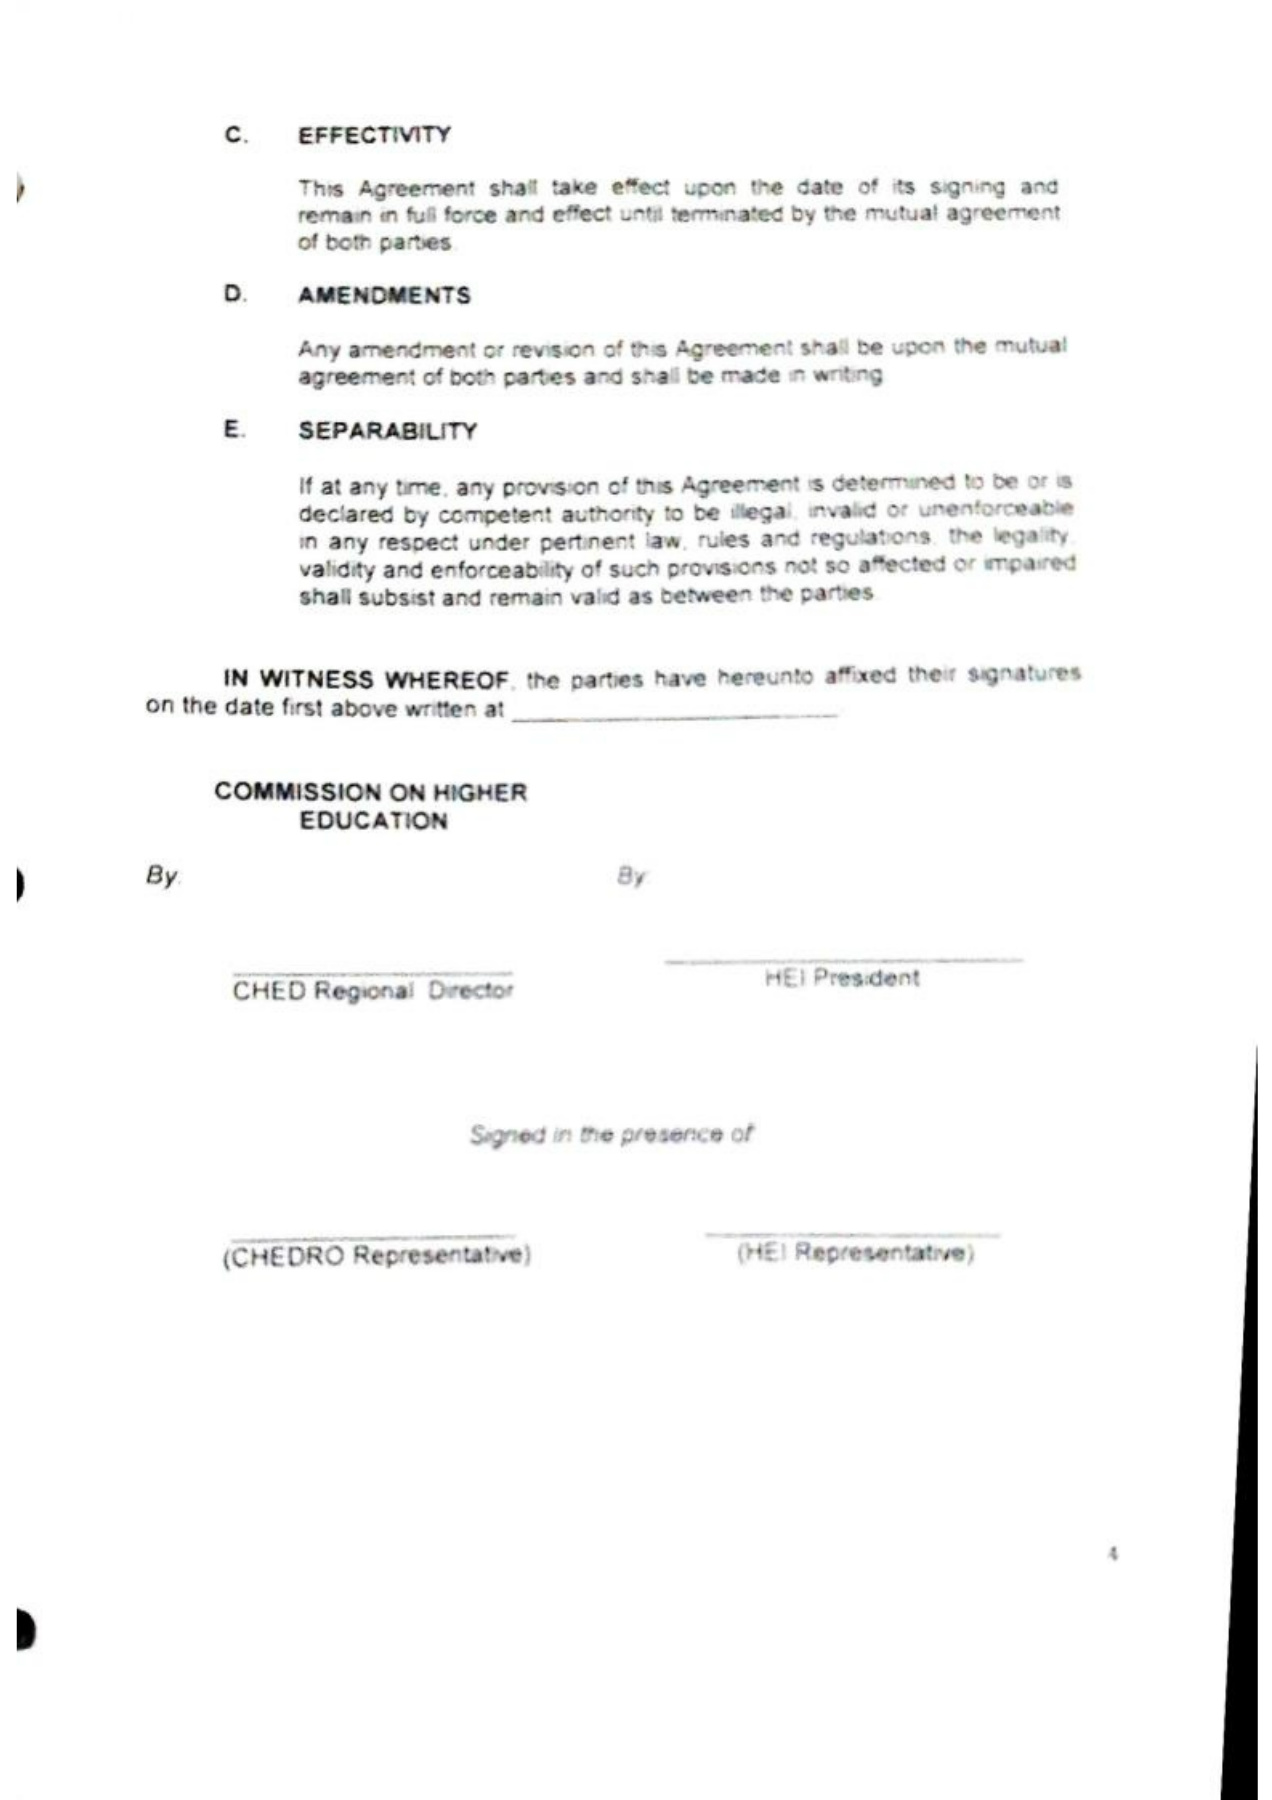 C. EFFECTIVITY
This Agreement shall take effect upon the date of its signing and
remain in full force and effect until terminated by the mutual agreement
of both parties.
D. AMENDMENTS
Any amendment or revision of this Agreement shall be upon the mutual
agreement of both parties and shall be made in writing
E. SEPARABILITY
If at any time, any provision of this Agreement is determined to be or is
declared by competent authority to be illegal, invalid or unenforceable
in any respect under pertinent law, rules and regulations, the legality,
validity and enforceability of such provisions not so affected or impaired
shall subsist and remain valid as between the parties
IN WITNESS WHEREOF, the parties have hereunto affixed their signatures
on the date first above written at ____________________
COMMISSION ON HIGHER
EDUCATION
By. By
CHED Regional Director HEI President
Signed in the presence of
(CHEDRO Representative) (HEI Representative)
4